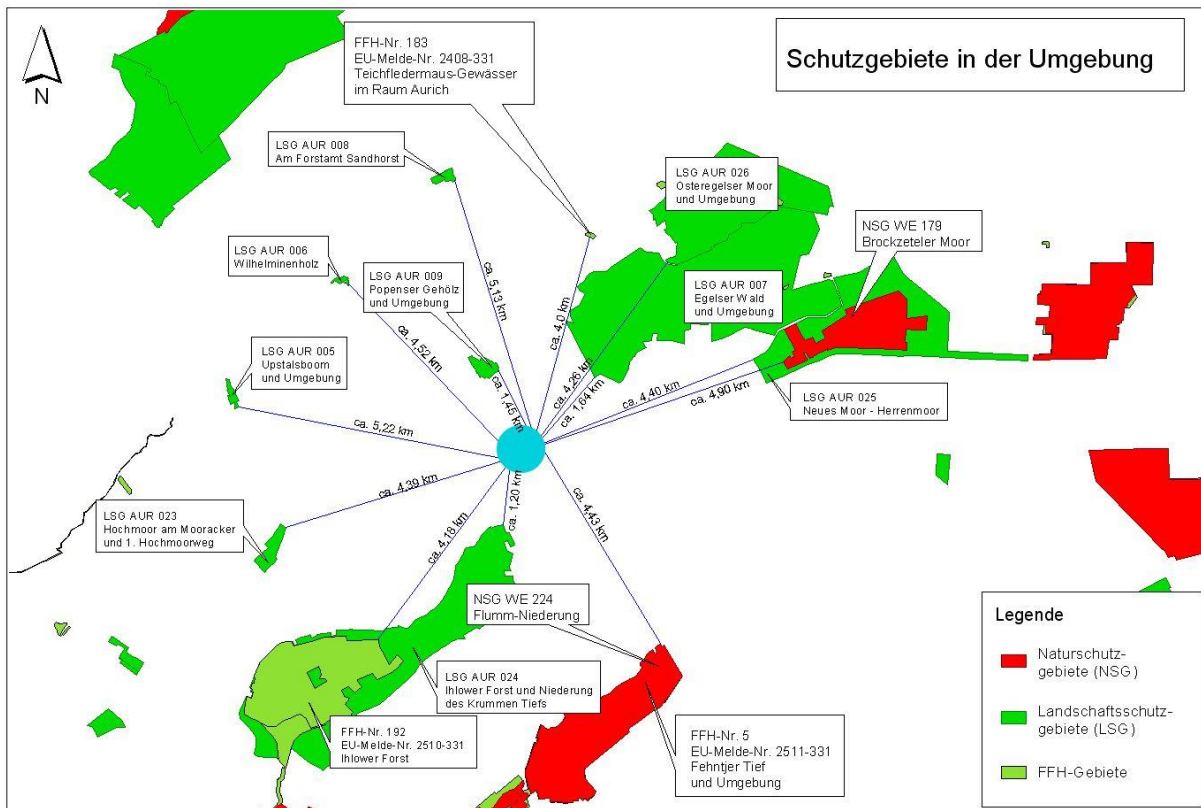 Schutzgebiete in der Umgebung
N
FFH-Nr. 183
EU-Melde-Nr. 2408-331
Teichfledermaus-Gewässer
im Raum Aurich
LSG AUR 008
Am Forstamt Sandhorst
LSG AUR 026
Osteregelser Moor
und Umgebung
NSG WE 179
Brockzeteler Moor
LSG AUR 006
Wilhelminenholz
LSG AUR 009
Popenser Gehölz
und Umgebung
LSG AUR 007
Egelser Wald
und Umgebung
LSG AUR 005
Upstalsboom
und Umgebung
LSG AUR 025
Neues Moor - Herrenmoor
ca. 5,13 km
ca. 4,0 km
ca. 4,52 km
ca. 1,45 km
ca. 4,26 km
ca. 1,64 km
ca. 4,40 km
ca. 4,90 km
ca. 5,22 km
ca. 4,39 km
ca. 4,18 km
ca. 1,20 km
ca. 4,43 km
LSG AUR 023
Hochmoor am Mooracker
und 1. Hochmoorweg
NSG WE 224
Flumm-Niederung
LSG AUR 024
Ihlower Forst und Niederung
des Krummen Tiefs
FFH-Nr. 192
EU-Melde-Nr. 2510-331
Ihlower Forst
FFH-Nr. 5
EU-Melde-Nr. 2511-331
Fehntjer Tief
und Umgebung
Legende
Naturschutz-
gebiete (NSG)
Landschaftsschutz-
gebiete (LSG)
FFH-Gebiete